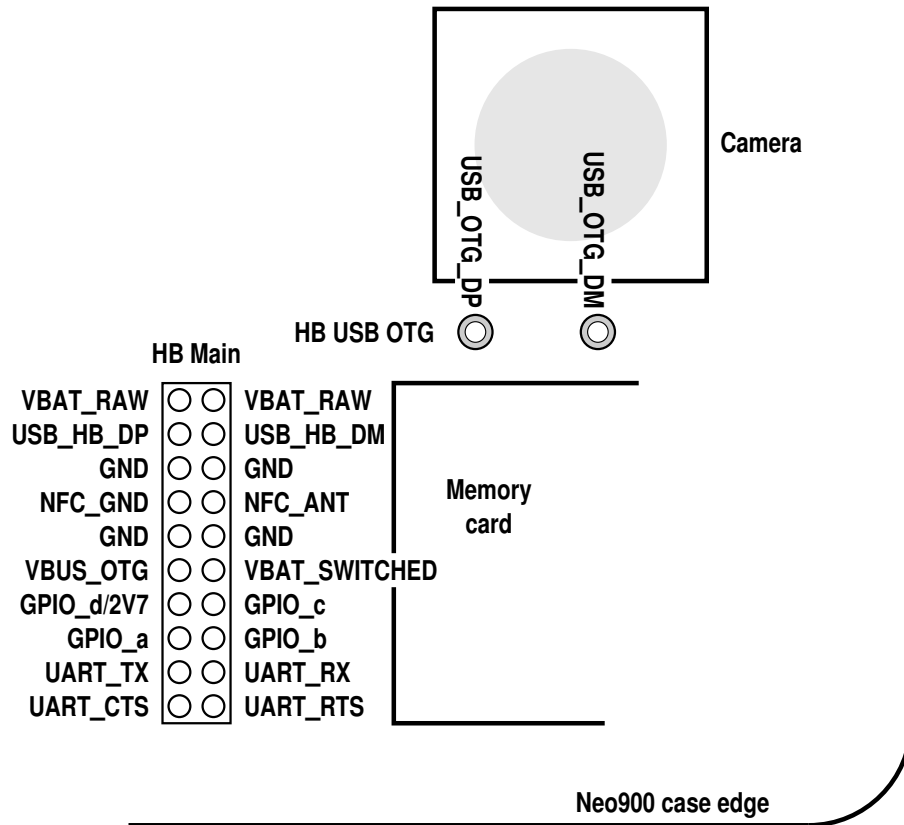 Camera
USB_OTG_DP
USB_OTG_DM
HB USB OTG
HB Main
VBAT_RAW VBAT_RAW
USB_HB_DP USB_HB_DM
GND GND
NFC_GND NFC_ANT
GND GND
VBUS_OTG VBAT_SWITCHED
GPIO_d/2V7 GPIO_c
GPIO_a GPIO_b
UART_TX UART_RX
UART_CTS UART_RTS
Memory
card
Neo900 case edge